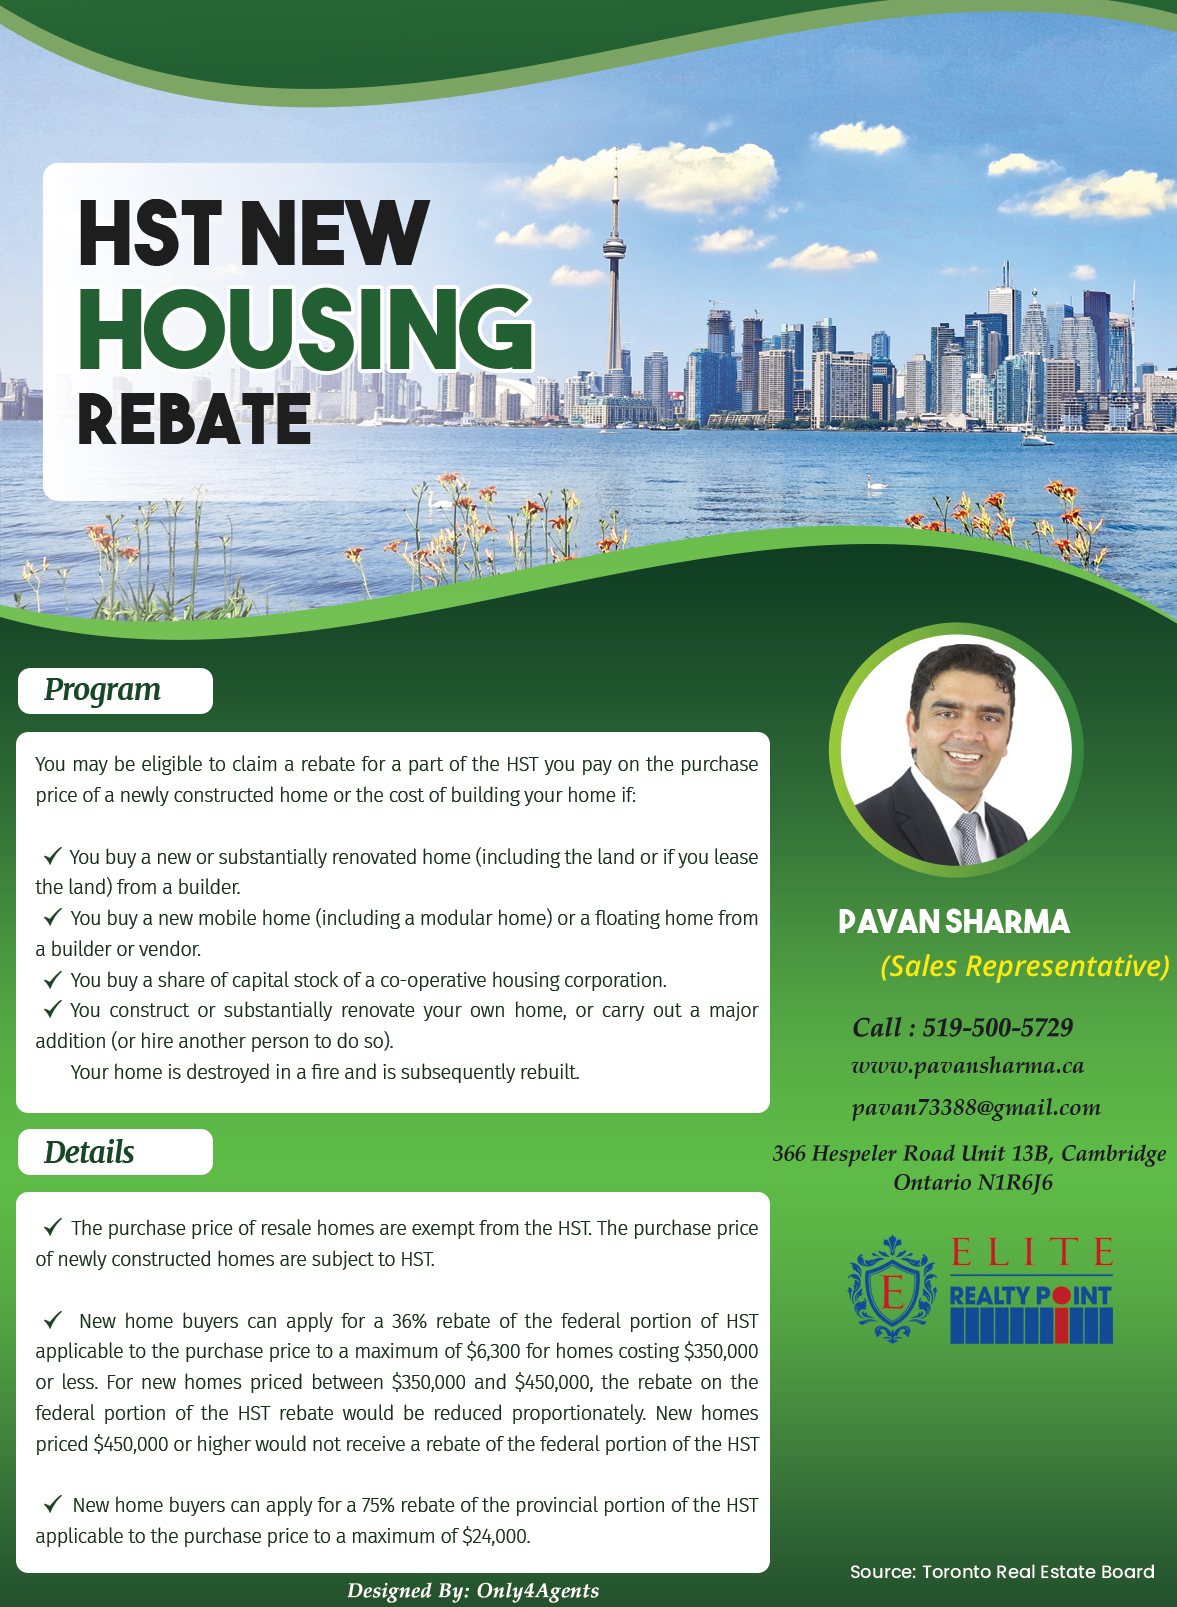 HST NEW
HOUSING
REBATE
Program
You may be eligible to claim a rebate for a part of the HST you pay on the purchase
price of a newly constructed home or the cost of building your home if:
✓ You buy a new or substantially renovated home (including the land or if you lease
the land) from a builder.
✓ You buy a new mobile home (including a modular home) or a floating home from
a builder or vendor.
✓ You buy a share of capital stock of a co-operative housing corporation.
✓ You construct or substantially renovate your own home, or carry out a major
addition (or hire another person to do so).
Your home is destroyed in a fire and is subsequently rebuilt.
Details
✓ The purchase price of resale homes are exempt from the HST. The purchase price
of newly constructed homes are subject to HST.
✓ New home buyers can apply for a 36% rebate of the federal portion of HST
applicable to the purchase price to a maximum of $6,300 for homes costing $350,000
or less. For new homes priced between $350,000 and $450,000, the rebate on the
federal portion of the HST rebate would be reduced proportionately. New homes
priced $450,000 or higher would not receive a rebate of the federal portion of the HST
✓ New home buyers can apply for a 75% rebate of the provincial portion of the HST
applicable to the purchase price to a maximum of $24,000.
Designed By: Only4Agents
PAVAN SHARMA
(Sales Representative)
Call : 519-500-5729
www.pavansharma.ca
pavan73388@gmail.com
366 Hespeler Road Unit 13B, Cambridge
Ontario N1R6J6
E
ELITE
REALTY POINT
Source: Toronto Real Estate Board